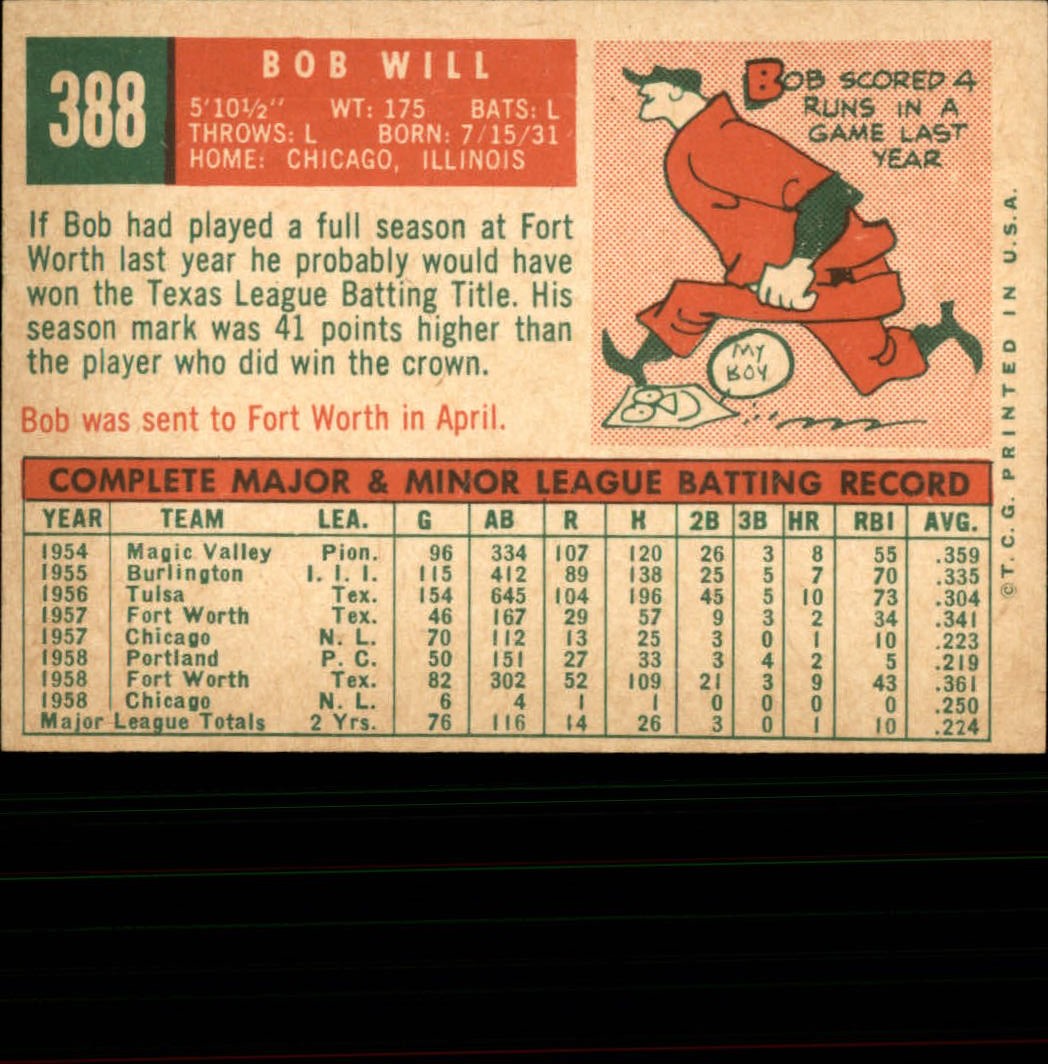 388
BOB WILL
5'10½" WT: 175 BATS: L
THROWS: L BORN: 7/15/31
HOME: CHICAGO, ILLINOIS
BOB SCORED 4
RUNS IN A
GAME LAST
YEAR
MY
BOY
If Bob had played a full season at Fort
Worth last year he probably would have
won the Texas League Batting Title. His
season mark was 41 points higher than
the player who did win the crown.
Bob was sent to Fort Worth in April.
COMPLETE MAJOR & MINOR LEAGUE BATTING RECORD
YEAR TEAM LEA. G AB R H 2B 3B HR RBI AVG.
1954 Magic Valley Pion. 96 334 107 120 26 3 8 55 .359
1955 Burlington I. I. I. 115 412 89 138 25 5 7 70 .335
1956 Tulsa Tex. 154 645 104 196 45 5 10 73 .304
1957 Fort Worth Tex. 46 167 29 57 9 3 2 34 .341
1957 Chicago N. L. 70 112 13 25 3 0 1 10 .223
1958 Portland P. C. 50 151 27 33 3 4 2 5 .219
1958 Fort Worth Tex. 82 302 52 109 21 3 9 43 .361
1958 Chicago N. L. 6 4 1 1 0 0 0 0 .250
Major League Totals 2 Yrs. 76 116 14 26 3 0 1 10 .224
©T. C. G. PRINTED IN U.S.A.